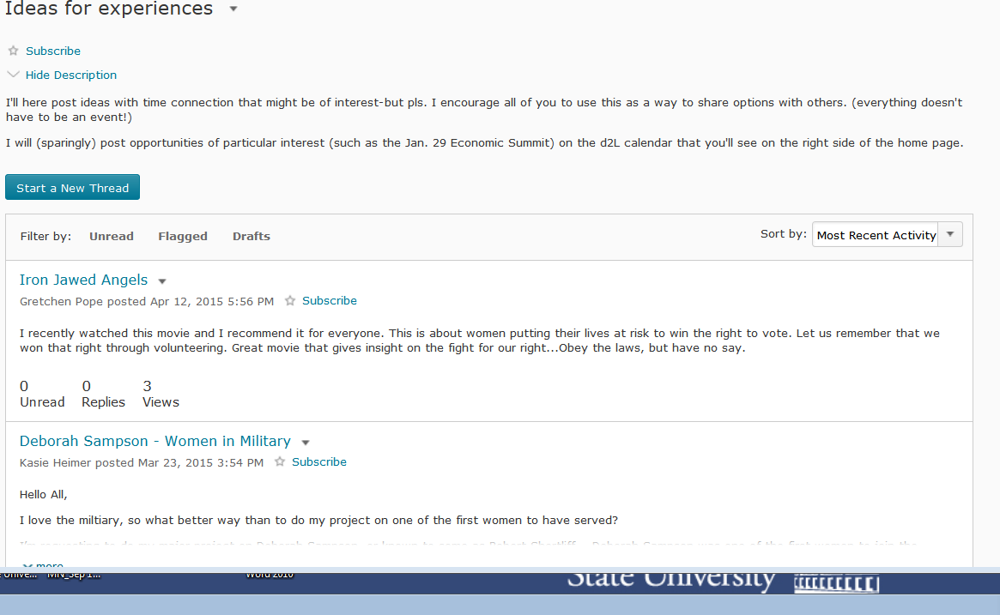 Ideas for experiences
Subscribe
Hide Description
I'll here post ideas with time connection that might be of interest-but pls. I encourage all of you to use this as a way to share options with others. (everything doesn't
have to be an event!)
I will (sparingly) post opportunities of particular interest (such as the Jan. 29 Economic Summit) on the d2L calendar that you'll see on the right side of the home page.
Start a New Thread
Filter by: Unread Flagged Drafts Sort by: Most Recent Activity
Iron Jawed Angels
Gretchen Pope posted Apr 12, 2015 5:56 PM Subscribe
I recently watched this movie and I recommend it for everyone. This is about women putting their lives at risk to win the right to vote. Let us remember that we
won that right through volunteering. Great movie that gives insight on the fight for our right...Obey the laws, but have no say.
0 0 3
Unread Replies Views
Deborah Sampson - Women in Military
Kasie Heimer posted Mar 23, 2015 3:54 PM Subscribe
Hello All,
I love the miltiary, so what better way than to do my project on one of the first women to have served?
more
Word 2010
State University